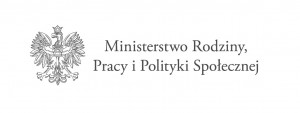 Ministerstwo Rodziny,
Pracy i Polityki Społecznej